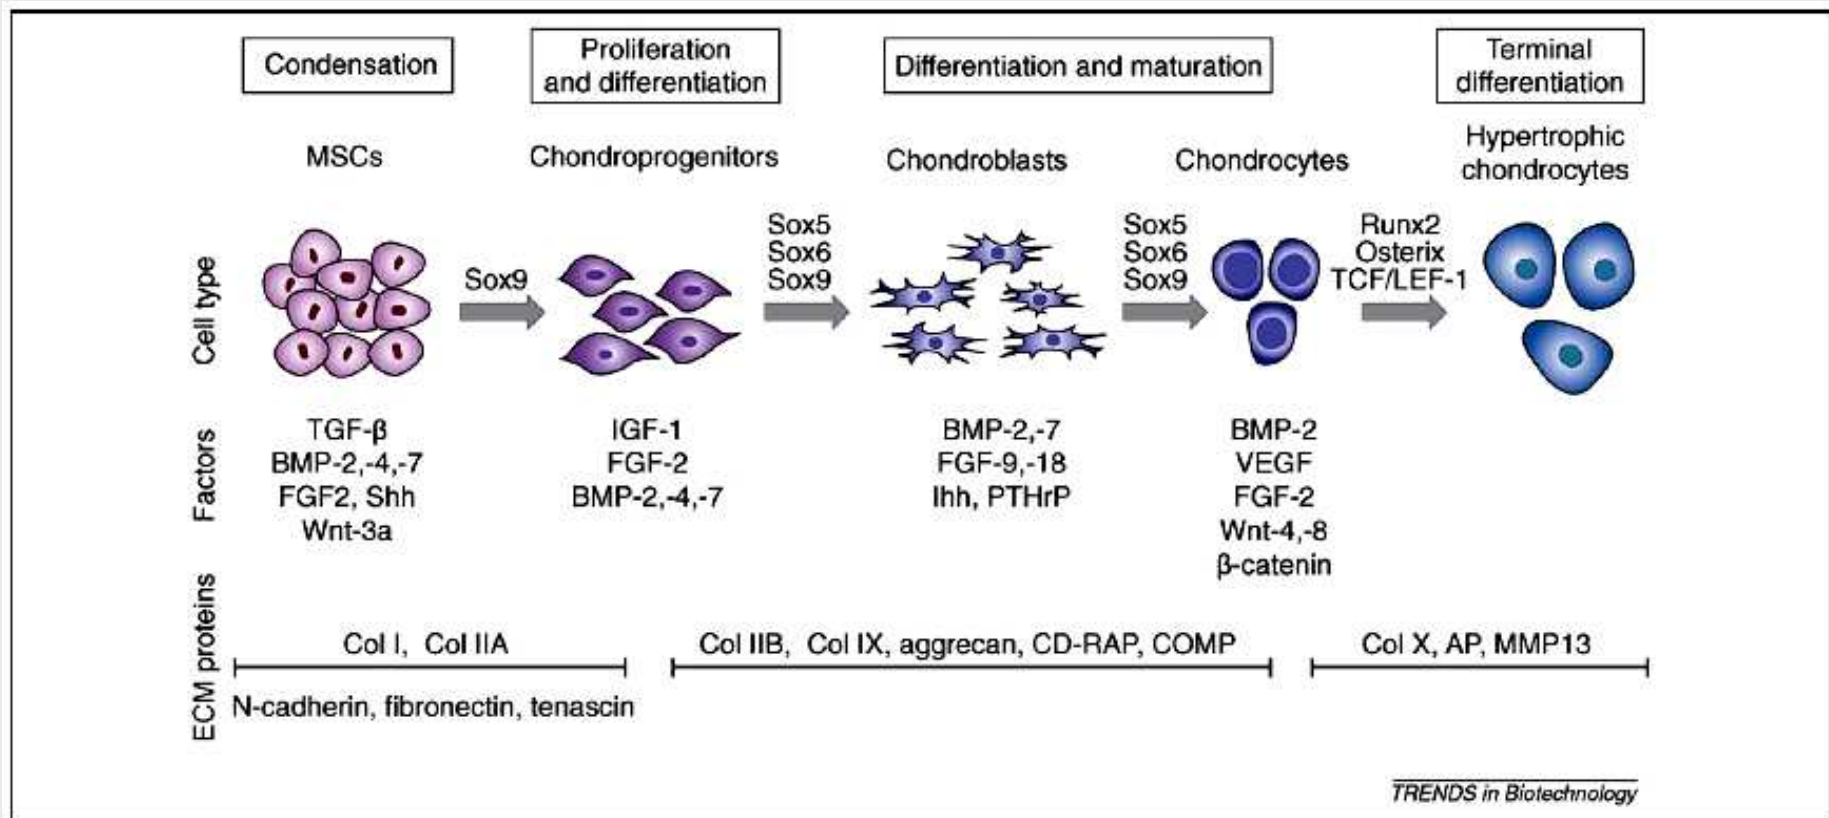 Condensation
Proliferation
and differentiation
Differentiation and maturation
Terminal
differentiation
MSCs
Chondroprogenitors
Chondroblasts
Chondrocytes
Hypertrophic
chondrocytes
Cell type
Sox9
Sox5
Sox6
Sox9
Sox5
Sox6
Sox9
Runx2
Osterix
TCF/LEF-1
Factors
TGF-β
BMP-2,-4,-7
FGF2, Shh
Wnt-3a
IGF-1
FGF-2
BMP-2,-4,-7
BMP-2,-7
FGF-9,-18
Ihh, PTHrP
BMP-2
VEGF
FGF-2
Wnt-4,-8
β-catenin
ECM proteins
Col I, Col IIA
N-cadherin, fibronectin, tenascin
Col IIB, Col IX, aggrecan, CD-RAP, COMP
Col X, AP, MMP13
TRENDS in Biotechnology